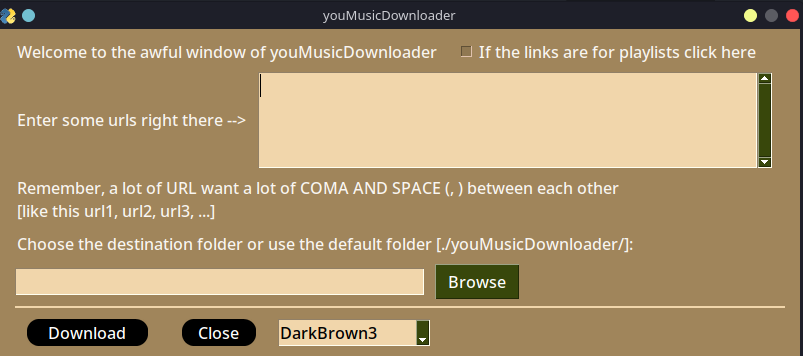 youMusicDownloader
Welcome to the awful window of youMusicDownloader
If the links are for playlists click here
Enter some urls right there -->
Remember, a lot of URL want a lot of COMA AND SPACE (, ) between each other
[like this url1, url2, url3, ...]
Choose the destination folder or use the default folder [./youMusicDownloader/]:
Browse
Download
Close
DarkBrown3